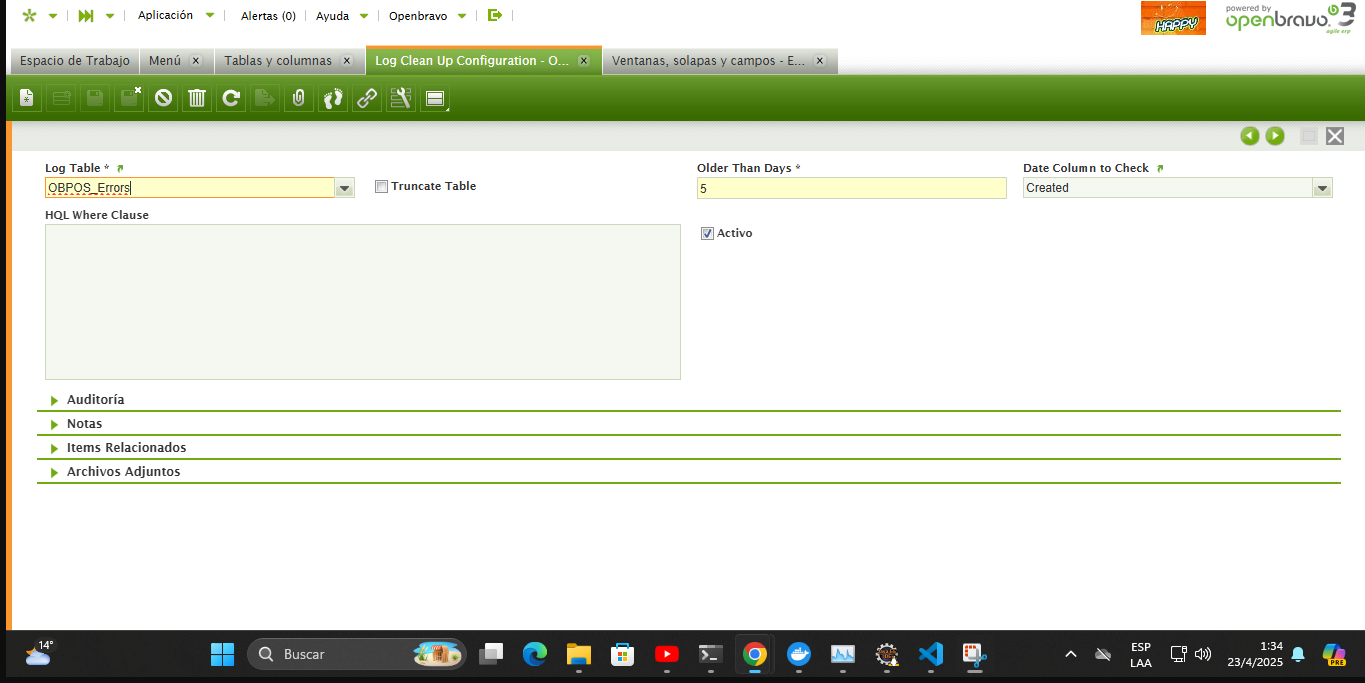 Aplicación Alertas (0) Ayuda Openbravo
HAPPY
powered by
openbravo 3
agile erp
Espacio de Trabajo Menú Tablas y columnas Log Clean Up Configuration - O... Ventanas, solapas y campos - E...
Log Table * Older Than Days * Date Column to Check
OBPOS_Errors Truncate Table 5 Created
HQL Where Clause
Activo
Auditoría
Notas
Items Relacionados
Archivos Adjuntos
14°
Buscar
ESP
LAA
1:34
23/4/2025
PRE